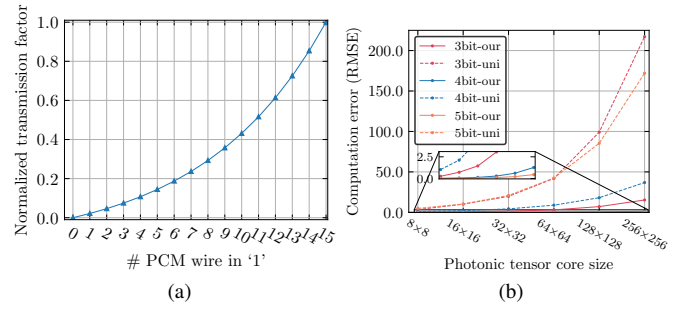 Normalized transmission factor
1.0
0.8
0.6
0.4
0.2
0.0
0 1 2 3 4 5 6 7 8 9 10 11 12 13 14 15
# PCM wire in ‘1’
(a)
Computation error (RMSE)
200.0
150.0
100.0
50.0
0.0
3bit-our
3bit-uni
4bit-our
4bit-uni
5bit-our
5bit-uni
2.5
0.0
8×8 16×16 32×32 64×64 128×128 256×256
Photonic tensor core size
(b)